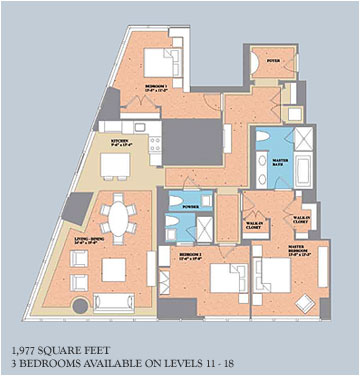 BEDROOM 3
FOYER
KITCHEN
MASTER
BATH
POWDER
WALK-IN
CLOSET
WALK-IN
CLOSET
LIVING - DINING
BEDROOM 2
MASTER
BEDROOM
1,977 SQUARE FEET
3 BEDROOMS AVAILABLE ON LEVELS 11 - 18